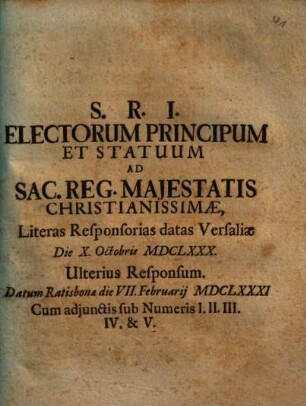 S. R. I.
ELECTORUM PRINCIPUM
ET STATUUM
AD
SAC. REG. MAJESTATIS
CHRISTIANISSIMÆ,
Literas Responsorias datas Versaliæ
Die X. Octobris MDCLXXX.
Ulterius Responsum.
Datum Ratisbonæ die VII. Februarij MDCLXXXI
Cum adjunctis sub Numeris I. II. III.
IV. & V.